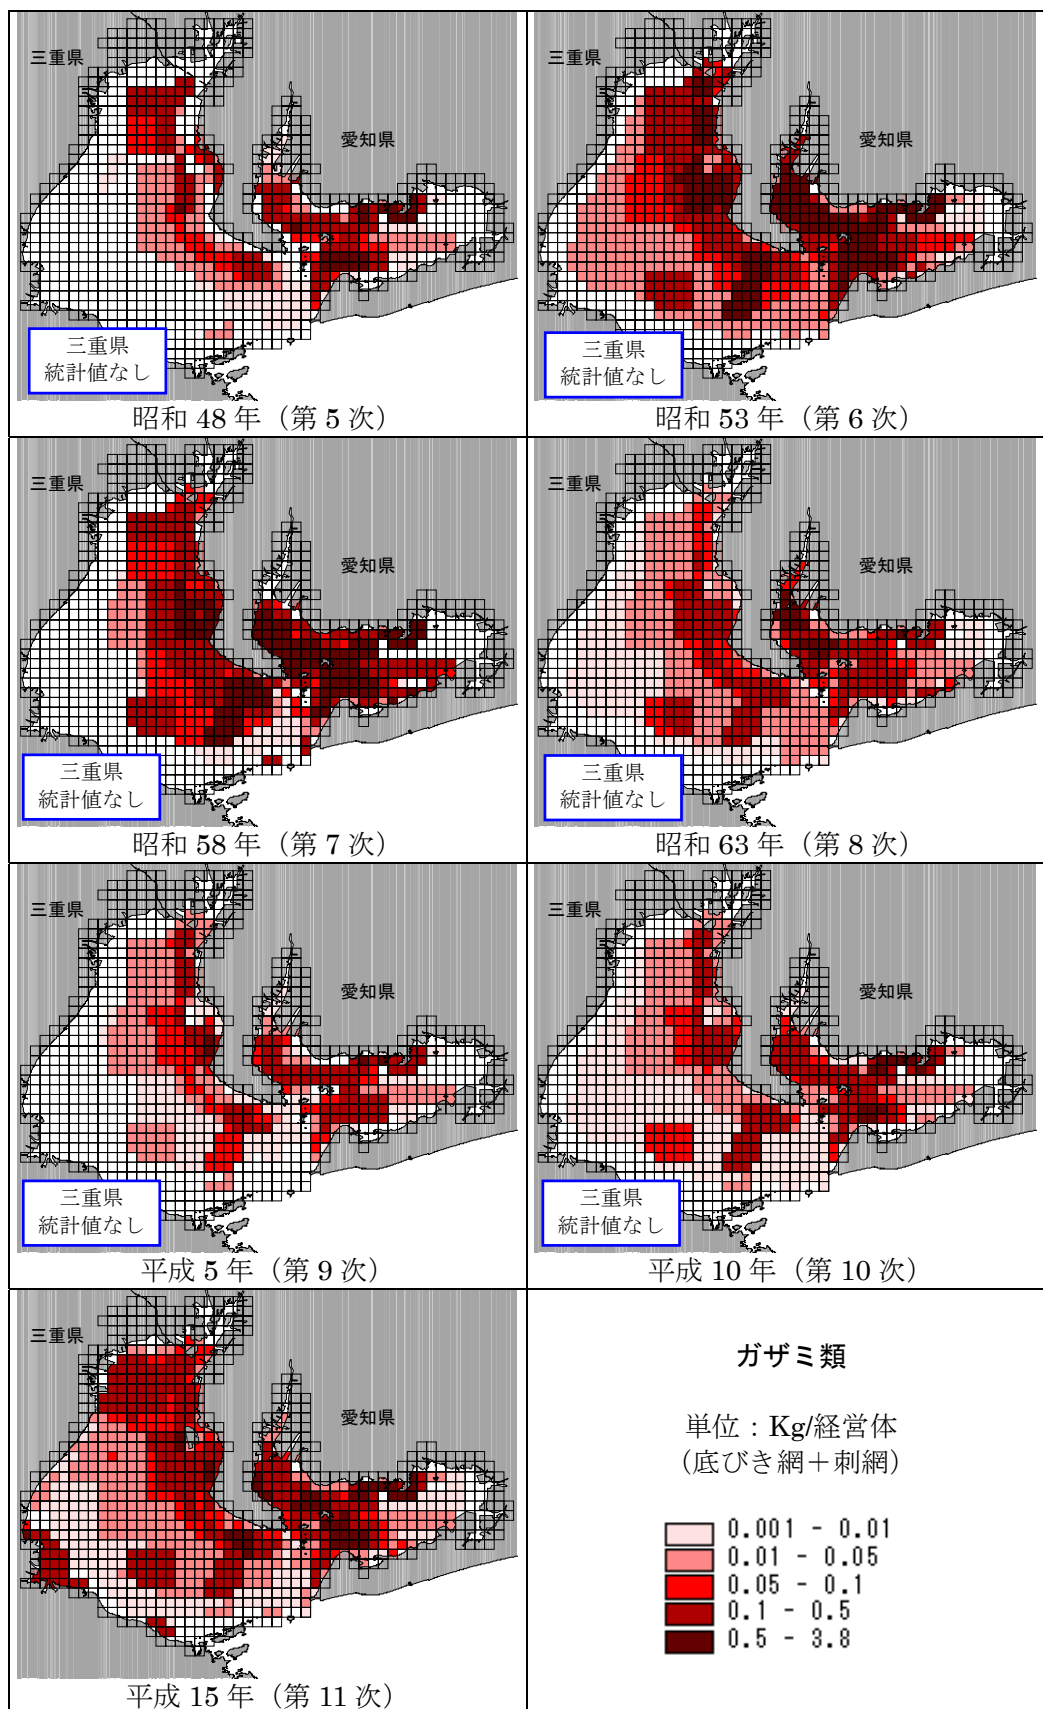 三重県
愛知県
三重県
統計値なし
昭和 48 年（第 5 次）
三重県
愛知県
三重県
統計値なし
昭和 53 年（第 6 次）
三重県
愛知県
三重県
統計値なし
昭和 58 年（第 7 次）
三重県
愛知県
三重県
統計値なし
昭和 63 年（第 8 次）
三重県
愛知県
三重県
統計値なし
平成 5 年（第 9 次）
三重県
愛知県
三重県
統計値なし
平成 10 年（第 10 次）
三重県
愛知県
平成 15 年（第 11 次）
ガザミ類
単位：Kg/経営体
（底びき網＋刺網）
0.001 - 0.01
0.01 - 0.05
0.05 - 0.1
0.1 - 0.5
0.5 - 3.8